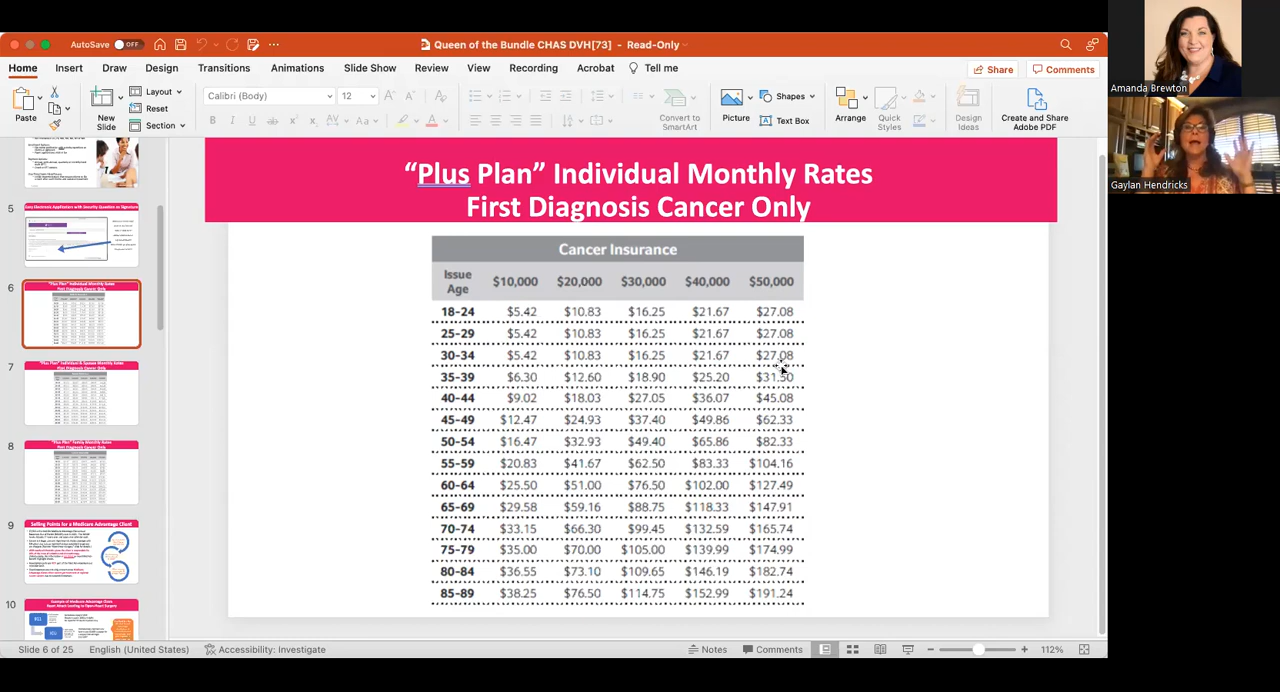 AutoSave OFF
Queen of the Bundle CHAS DVH[73] - Read-Only
Home Insert Draw Design Transitions Animations Slide Show Review View Recording Acrobat Tell me
Share Comments
Paste
New Slide
Layout
Reset
Section
Calibri (Body) 12
Convert to SmartArt
Picture
Shapes
Text Box
Arrange
Quick Styles
Design Ideas
Create and Share Adobe PDF
Amanda Brewton
Gaylan Hendricks
5
6
7
8
9
Selling Points for a Medicare Advantage Client
10
“Plus Plan” Individual Monthly Rates
First Diagnosis Cancer Only
Cancer Insurance
Issue Age $10,000 $20,000 $30,000 $40,000 $50,000
18-24 $5.42 $10.83 $16.25 $21.67 $27.08
25-29 $5.42 $10.83 $16.25 $21.67 $27.08
30-34 $5.42 $10.83 $16.25 $21.67 $27.08
35-39 $6.30 $12.60 $18.90 $25.20 $31.50
40-44 $9.02 $18.03 $27.05 $36.07 $45.08
45-49 $12.47 $24.93 $37.40 $49.86 $62.33
50-54 $16.47 $32.93 $49.40 $65.86 $82.33
55-59 $20.83 $41.67 $62.50 $83.33 $104.16
60-64 $25.50 $51.00 $76.50 $102.00 $127.49
65-69 $29.58 $59.16 $88.75 $118.33 $147.91
70-74 $33.15 $66.30 $99.45 $132.59
75-79 $35.00 $70.00 $105.00 $139.99
80-84 $36.55 $73.10 $109.65 $146.19 $182.74
85-89 $38.25 $76.50 $114.75 $152.99 $191.24
Slide 6 of 25 English (United States) Accessibility: Investigate Notes Comments 112%